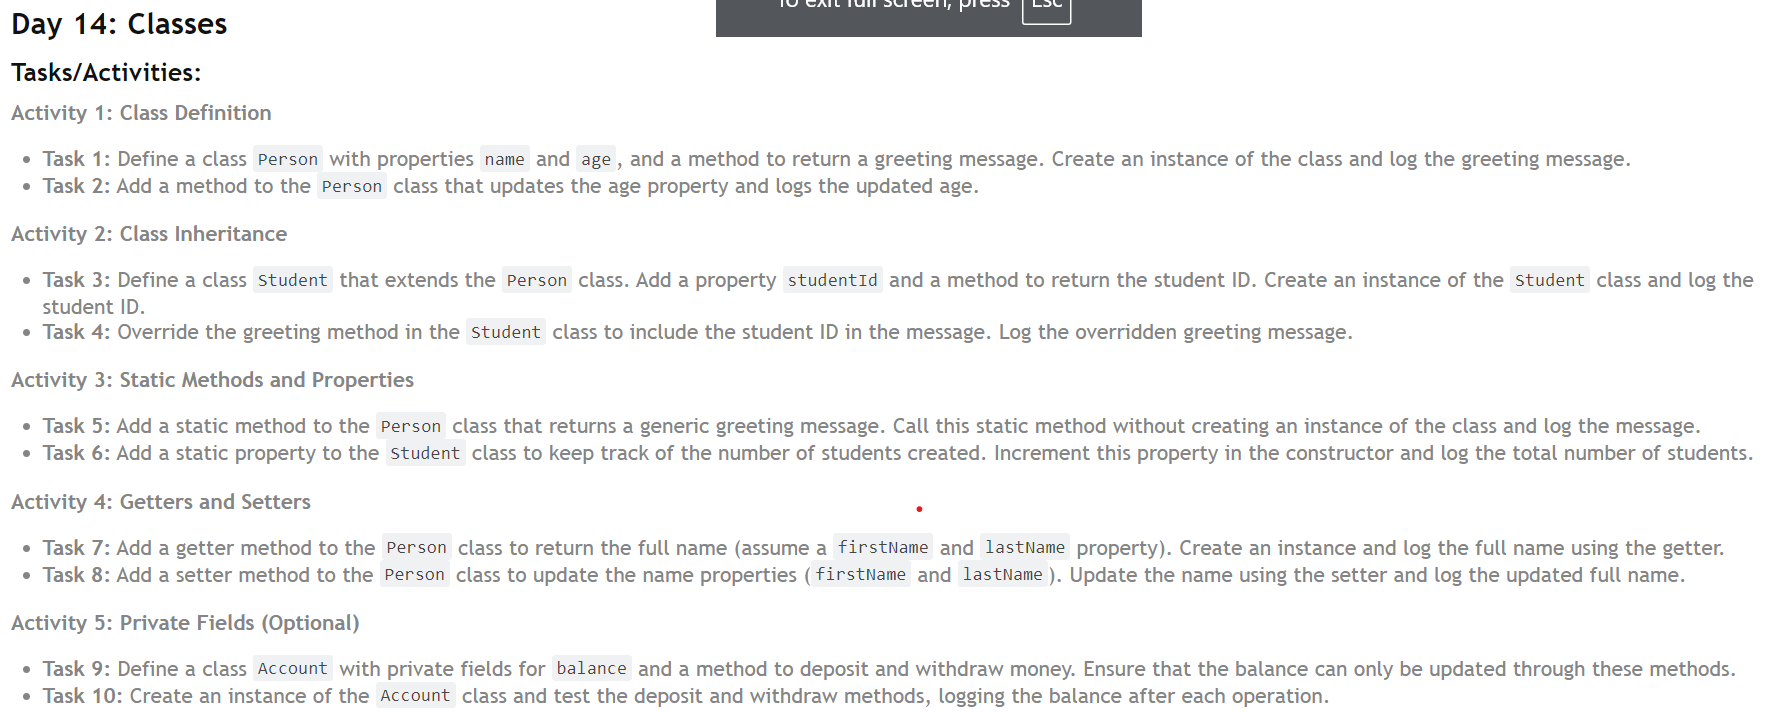 To exit full screen, press Esc
Day 14: Classes
Tasks/Activities:
Activity 1: Class Definition
Task 1: Define a class Person with properties name and age, and a method to return a greeting message. Create an instance of the class and log the greeting message.
Task 2: Add a method to the Person class that updates the age property and logs the updated age.
Activity 2: Class Inheritance
Task 3: Define a class Student that extends the Person class. Add a property studentId and a method to return the student ID. Create an instance of the Student class and log the
student ID.
Task 4: Override the greeting method in the Student class to include the student ID in the message. Log the overridden greeting message.
Activity 3: Static Methods and Properties
Task 5: Add a static method to the Person class that returns a generic greeting message. Call this static method without creating an instance of the class and log the message.
Task 6: Add a static property to the Student class to keep track of the number of students created. Increment this property in the constructor and log the total number of students.
Activity 4: Getters and Setters
Task 7: Add a getter method to the Person class to return the full name (assume a firstName and lastName property). Create an instance and log the full name using the getter.
Task 8: Add a setter method to the Person class to update the name properties (firstName and lastName). Update the name using the setter and log the updated full name.
Activity 5: Private Fields (Optional)
Task 9: Define a class Account with private fields for balance and a method to deposit and withdraw money. Ensure that the balance can only be updated through these methods.
Task 10: Create an instance of the Account class and test the deposit and withdraw methods, logging the balance after each operation.